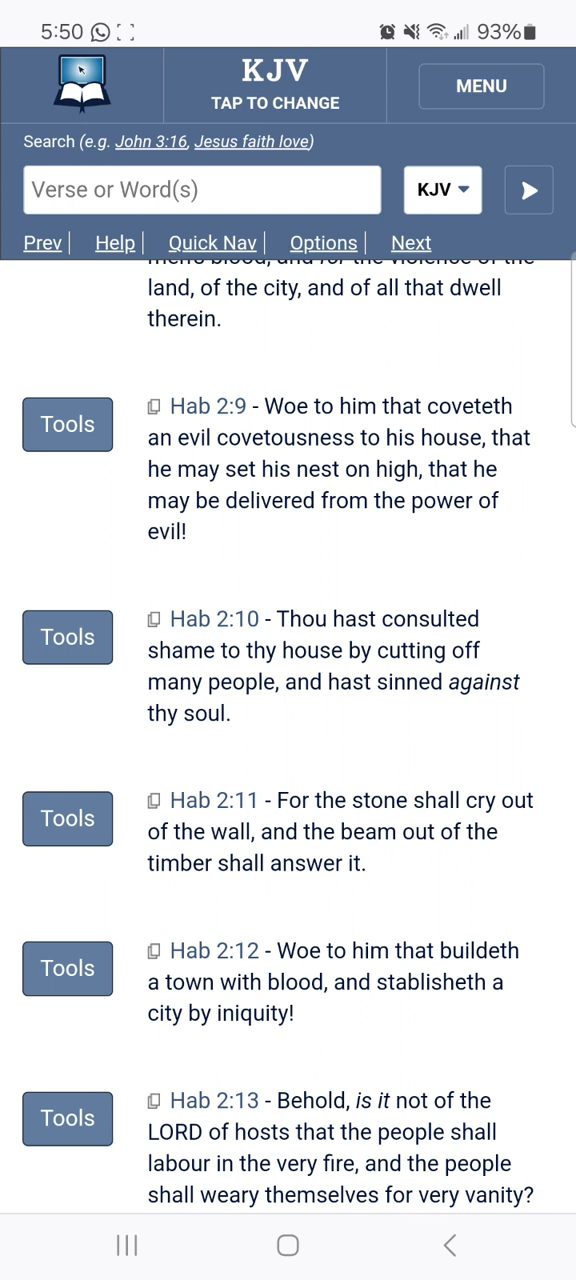 5:50 93%
KJV
TAP TO CHANGE
MENU
Search (e.g. John 3:16, Jesus faith love)
Verse or Word(s)
KJV
Prev | Help | Quick Nav | Options | Next
men's blood, and for the violence of the
land, of the city, and of all that dwell
therein.
Tools
Hab 2:9 - Woe to him that coveteth
an evil covetousness to his house, that
he may set his nest on high, that he
may be delivered from the power of
evil!
Tools
Hab 2:10 - Thou hast consulted
shame to thy house by cutting off
many people, and hast sinned against
thy soul.
Tools
Hab 2:11 - For the stone shall cry out
of the wall, and the beam out of the
timber shall answer it.
Tools
Hab 2:12 - Woe to him that buildeth
a town with blood, and stablisheth a
city by iniquity!
Tools
Hab 2:13 - Behold, is it not of the
LORD of hosts that the people shall
labour in the very fire, and the people
shall weary themselves for very vanity?